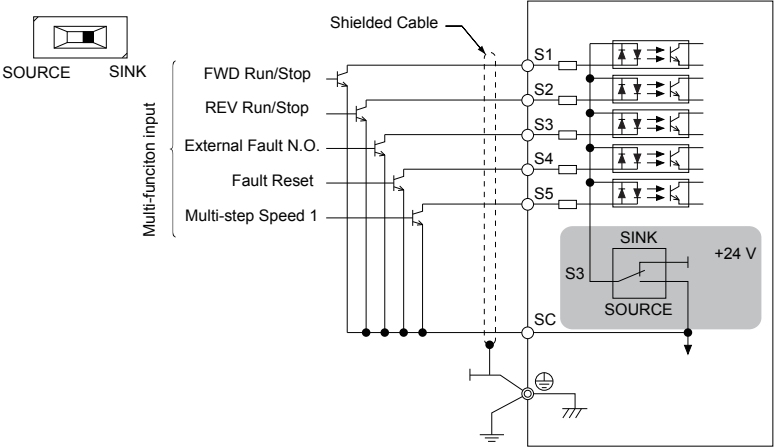 SOURCE SINK
Shielded Cable
FWD Run/Stop
REV Run/Stop
External Fault N.O.
Fault Reset
Multi-step Speed 1
Multi-funciton input
S1
S2
S3
S4
S5
SINK
+24 V
S3
SOURCE
SC